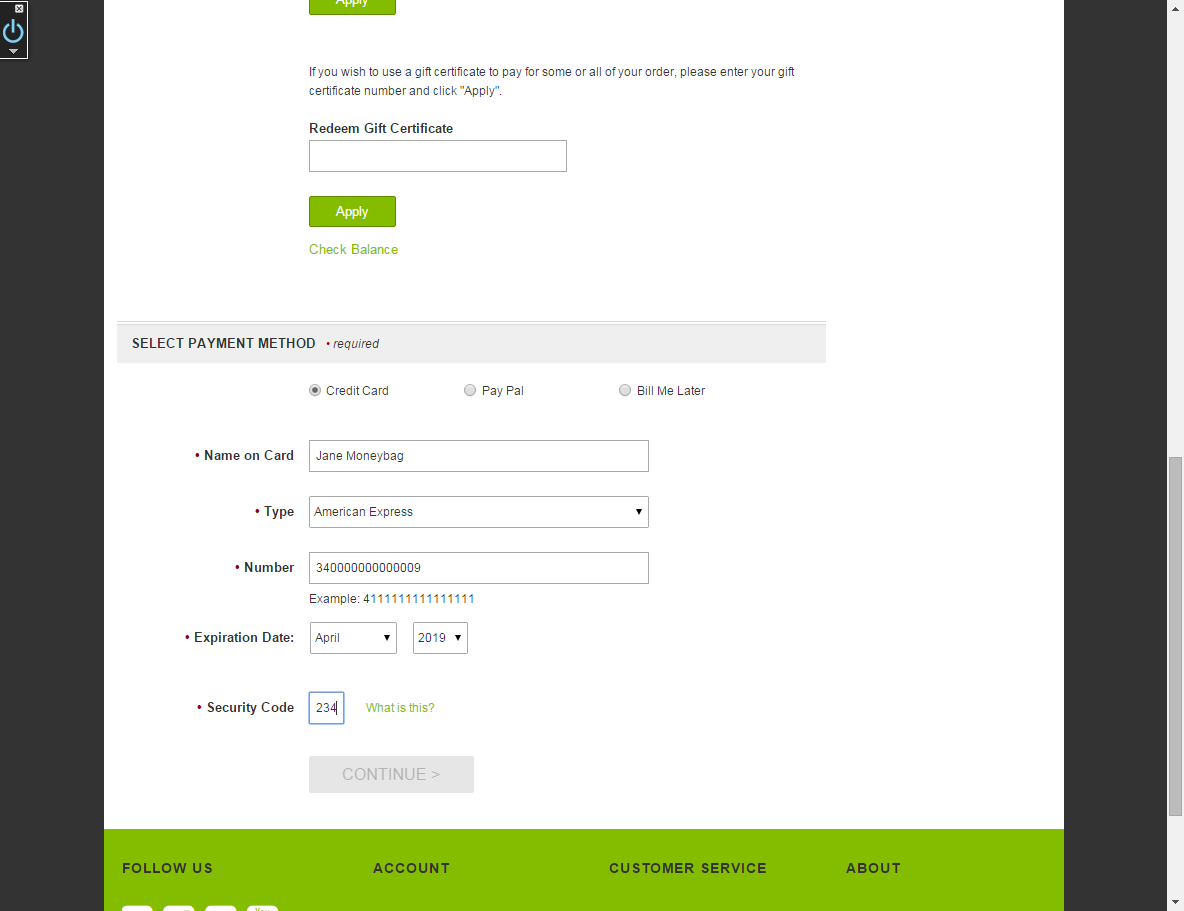 Apply
If you wish to use a gift certificate to pay for some or all of your order, please enter your gift
certificate number and click "Apply".
Redeem Gift Certificate
Apply
Check Balance
SELECT PAYMENT METHOD • required
Credit Card Pay Pal Bill Me Later
• Name on Card Jane Moneybag
• Type American Express
• Number 340000000000009
Example: 4111111111111111
• Expiration Date: April 2019
• Security Code 234 What is this?
CONTINUE >
FOLLOW US ACCOUNT CUSTOMER SERVICE ABOUT
You